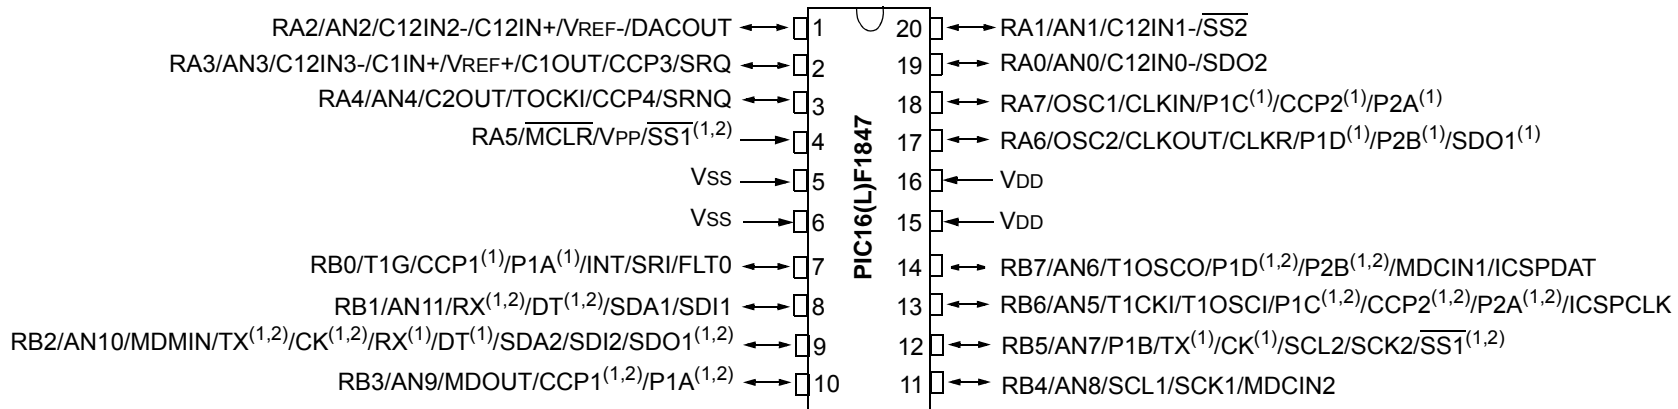 RA2/AN2/C12IN2-/C12IN+/VREF-/DACOUT 1
RA3/AN3/C12IN3-/C1IN+/VREF+/C1OUT/CCP3/SRQ 2
RA4/AN4/C2OUT/TOCKI/CCP4/SRNQ 3
RA5/MCLR/VPP/SS1(1,2) 4
VSS 5
VSS 6
RB0/T1G/CCP1(1)/P1A(1)/INT/SRI/FLT0 7
RB1/AN11/RX(1,2)/DT(1,2)/SDA1/SDI1 8
RB2/AN10/MDMIN/TX(1,2)/CK(1,2)/RX(1)/DT(1)/SDA2/SDI2/SDO1(1,2) 9
RB3/AN9/MDOUT/CCP1(1,2)/P1A(1,2) 10
PIC16(L)F1847
20 RA1/AN1/C12IN1-/SS2
19 RA0/AN0/C12IN0-/SDO2
18 RA7/OSC1/CLKIN/P1C(1)/CCP2(1)/P2A(1)
17 RA6/OSC2/CLKOUT/CLKR/P1D(1)/P2B(1)/SDO1(1)
16 VDD
15 VDD
14 RB7/AN6/T1OSCO/P1D(1,2)/P2B(1,2)/MDCIN1/ICSPDAT
13 RB6/AN5/T1CKI/T1OSCI/P1C(1,2)/CCP2(1,2)/P2A(1,2)/ICSPCLK
12 RB5/AN7/P1B/TX(1)/CK(1)/SCL2/SCK2/SS1(1,2)
11 RB4/AN8/SCL1/SCK1/MDCIN2